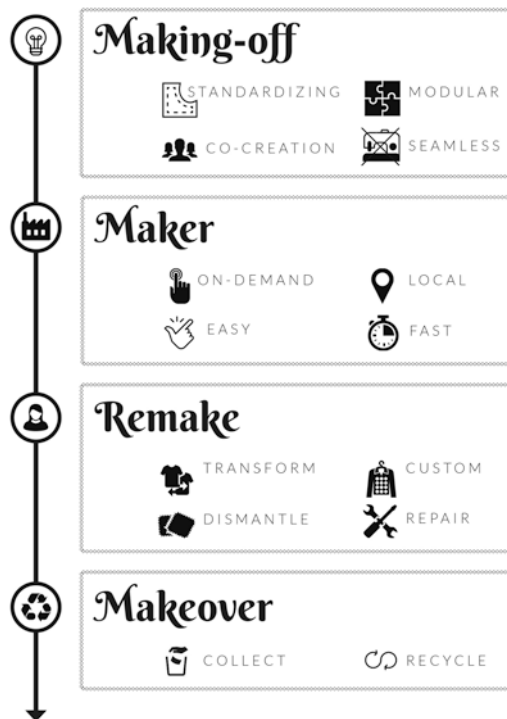 Making-off
STANDARDIZING MODULAR
CO-CREATION SEAMLESS
Maker
ON-DEMAND LOCAL
EASY FAST
Remake
TRANSFORM CUSTOM
DISMANTLE REPAIR
Makeover
COLLECT RECYCLE